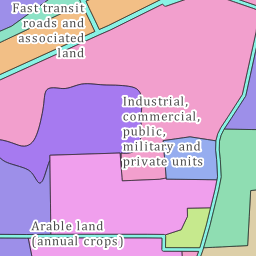 Fast transit
roads and
associated
land
Industrial,
commercial,
public,
military and
private units
Arable land
(annual crops)